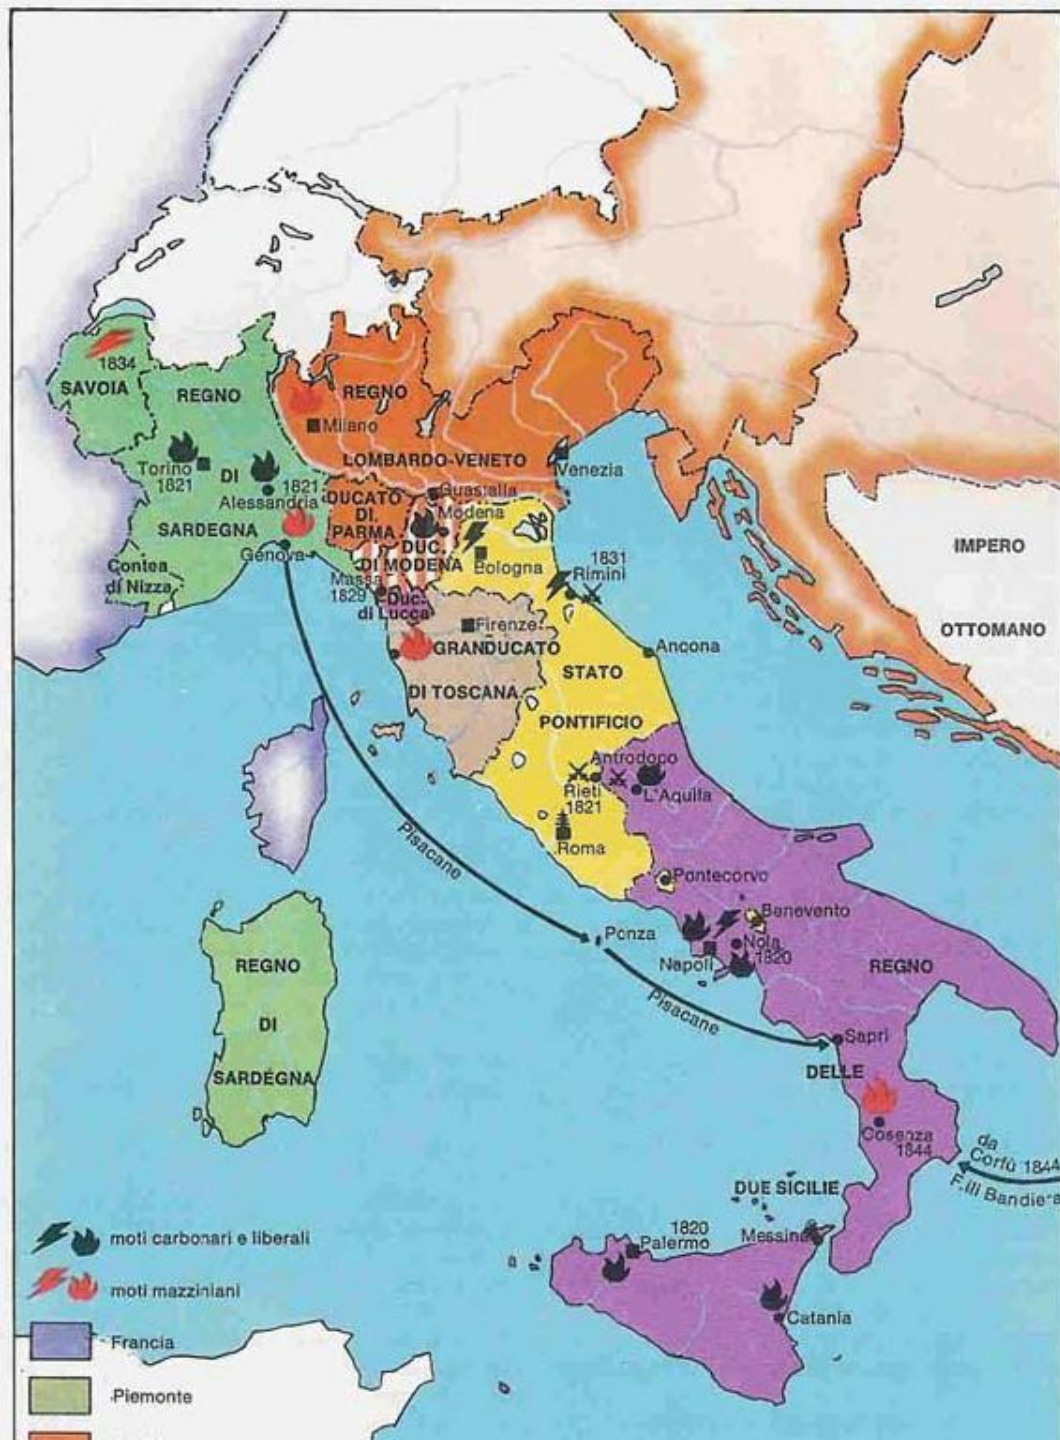 1834
SAVOIA
REGNO
REGNO
Milano
LOMBARDO-VENETO
Venezia
Torino
1821
DI
1821
Alessandria
SARDEGNA
Genova
Contea
di Nizza
DUCATO
DI
PARMA
Guastalla
Modena
DUC.
DI MODENA
Bologna
1831
Rimini
Massa
1829
Duc.
di Lucca
Firenze
GRANDUCATO
DI TOSCANA
Ancona
STATO
PONTIFICIO
IMPERO
OTTOMANO
Antrodoco
Rieti
1821
L'Aquila
Roma
Pisacane
Pontecorvo
Benevento
Ponza
Nola
1820
Napoli
REGNO
Pisacane
Sapri
DELLE
REGNO
DI
SARDEGNA
Cosenza
1844
da
Corfù 1844
F.lli Bandiera
DUE SICILIE
1820
Palermo
Messina
Catania
moti carbonari e liberali
moti mazziniani
Francia
Piemonte